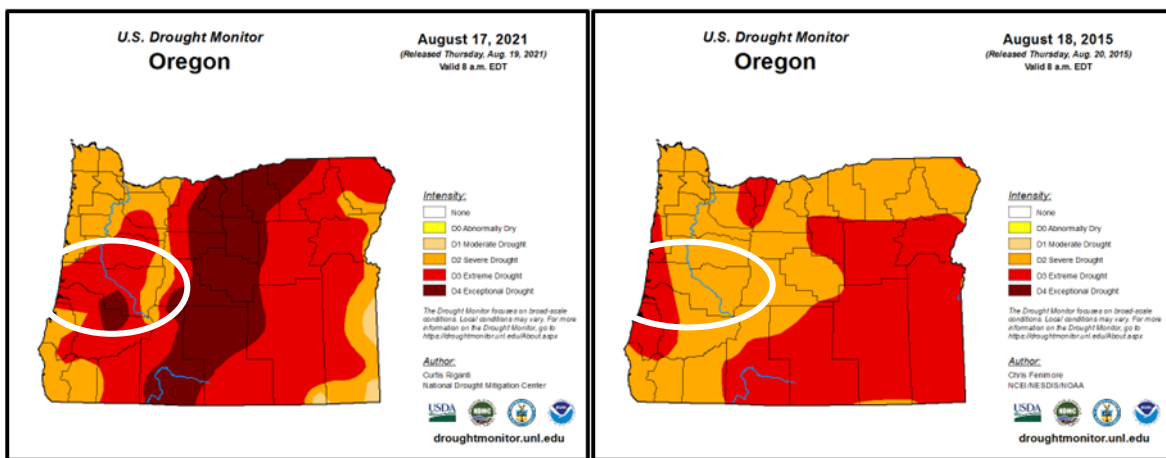 U.S. Drought Monitor
Oregon
August 17, 2021
(Released Thursday, Aug. 19, 2021)
Valid 8 a.m. EDT
Intensity:
None
D0 Abnormally Dry
D1 Moderate Drought
D2 Severe Drought
D3 Extreme Drought
D4 Exceptional Drought
The Drought Monitor focuses on broad-scale
conditions. Local conditions may vary. For more
information on the Drought Monitor, go to
https://droughtmonitor.unl.edu/About.aspx
Author:
Curtis Riganti
National Drought Mitigation Center
USDA
NDMC
droughtmonitor.unl.edu
U.S. Drought Monitor
Oregon
August 18, 2015
(Released Thursday, Aug. 20, 2015)
Valid 8 a.m. EDT
Intensity:
None
D0 Abnormally Dry
D1 Moderate Drought
D2 Severe Drought
D3 Extreme Drought
D4 Exceptional Drought
The Drought Monitor focuses on broad-scale
conditions. Local conditions may vary. For more
information on the Drought Monitor, go to
https://droughtmonitor.unl.edu/About.aspx
Author:
Chris Fenimore
NCEI/NESDIS/NOAA
USDA
NDMC
droughtmonitor.unl.edu